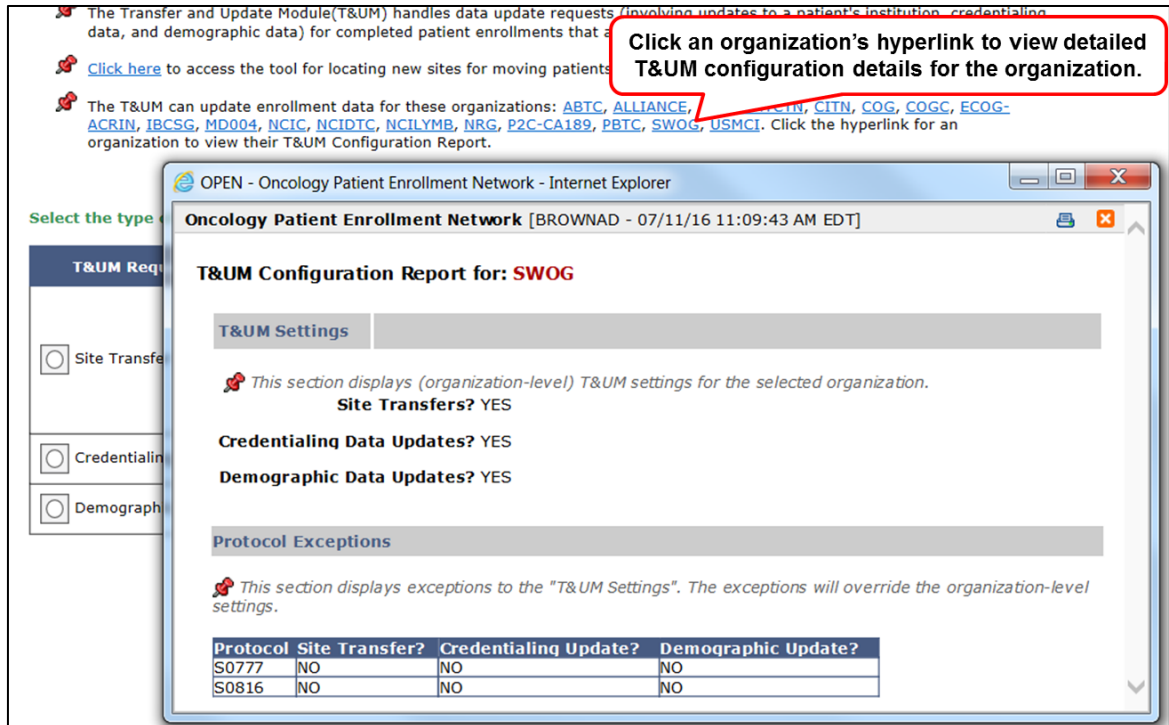 The Transfer and Update Module(T&UM) handles data update requests (involving updates to a patient's institution, credentialing
data, and demographic data) for completed patient enrollments that a
Click an organization's hyperlink to view detailed
T&UM configuration details for the organization.
Click here to access the tool for locating new sites for moving patients
The T&UM can update enrollment data for these organizations: ABTC, ALLIANCE, CITN, COG, COGC, ECOG-
ACRIN, IBCSG, MD004, NCIC, NCIDTC, NCILYMB, NRG, P2C-CA189, PBTC, SWOG, USMCI. Click the hyperlink for an
organization to view their T&UM Configuration Report.
OPEN - Oncology Patient Enrollment Network - Internet Explorer
Select the type
Oncology Patient Enrollment Network [BROWNAD - 07/11/16 11:09:43 AM EDT]
T&UM Requ
T&UM Configuration Report for: SWOG
T&UM Settings
Site Transfe
This section displays (organization-level) T&UM settings for the selected organization.
Site Transfers? YES
Credentialing Data Updates? YES
Credentialin
Demographic Data Updates? YES
Demograph
Protocol Exceptions
This section displays exceptions to the "T&UM Settings". The exceptions will override the organization-level
settings.
Protocol Site Transfer? Credentialing Update? Demographic Update?
S0777 NO NO NO
S0816 NO NO NO